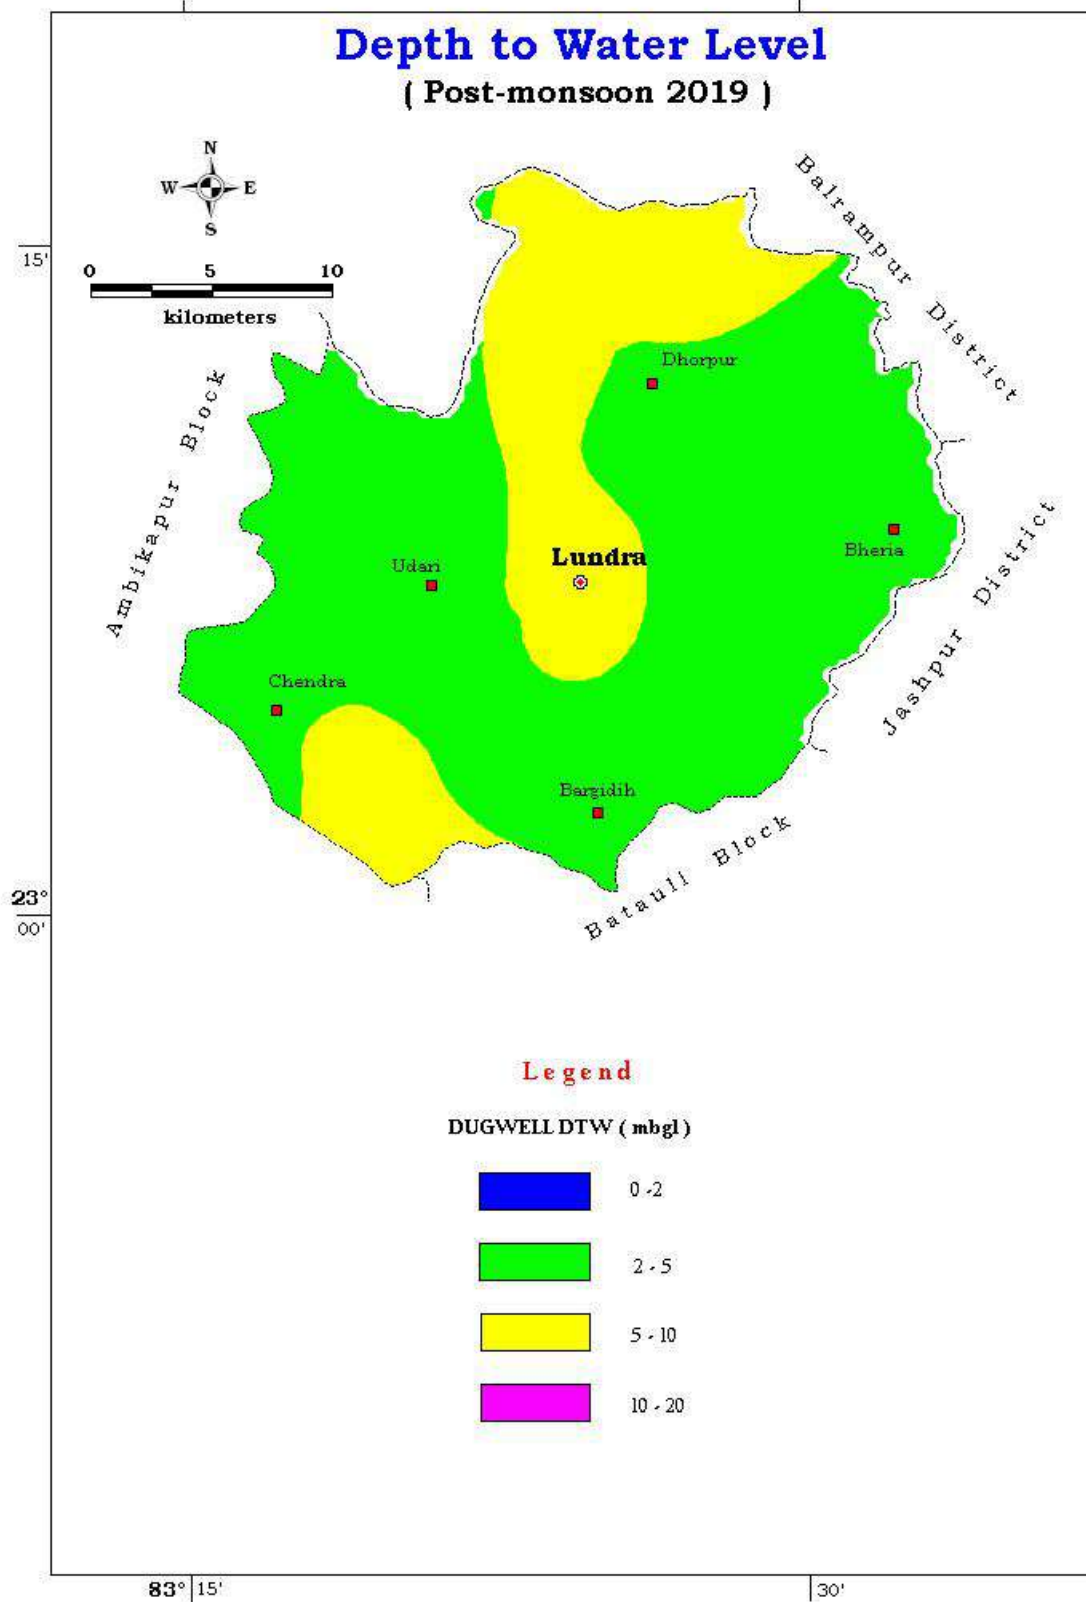 Depth to Water Level
( Post-monsoon 2019 )
N
W E
S
Balrampur District
15'
0 5 10
kilometers
Dhorpur
Ambikapur Block
Jashpur District
Bheria
Lundra
Udari
Chendra
Bargidih
Batauli Block
23°
00'
Legend
DUGWELL DTW ( mbgl )
0 -2
2 - 5
5 - 10
10 - 20
83° 15' 30'